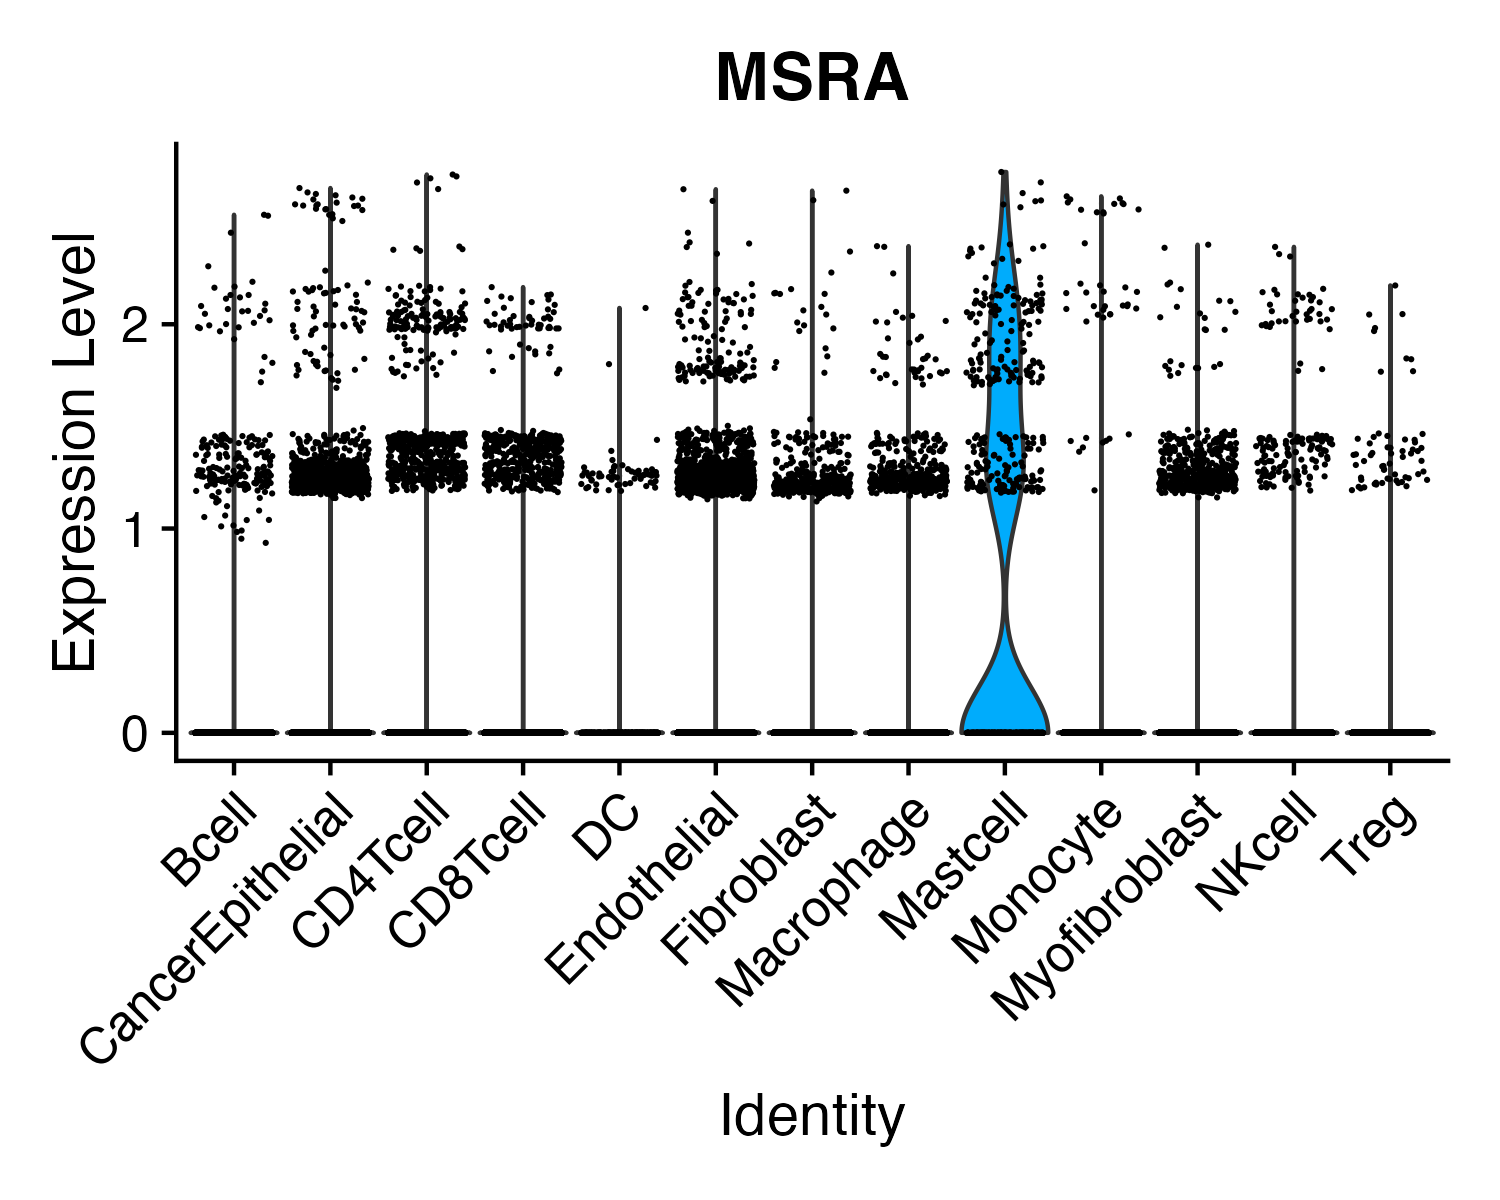 MSRA
Expression Level
2
1
0
Bcell
CancerEpithelial
CD4Tcell
CD8Tcell
DC
Endothelial
Fibroblast
Macrophage
Mastcell
Monocyte
Myofibroblast
NKcell
Treg
Identity